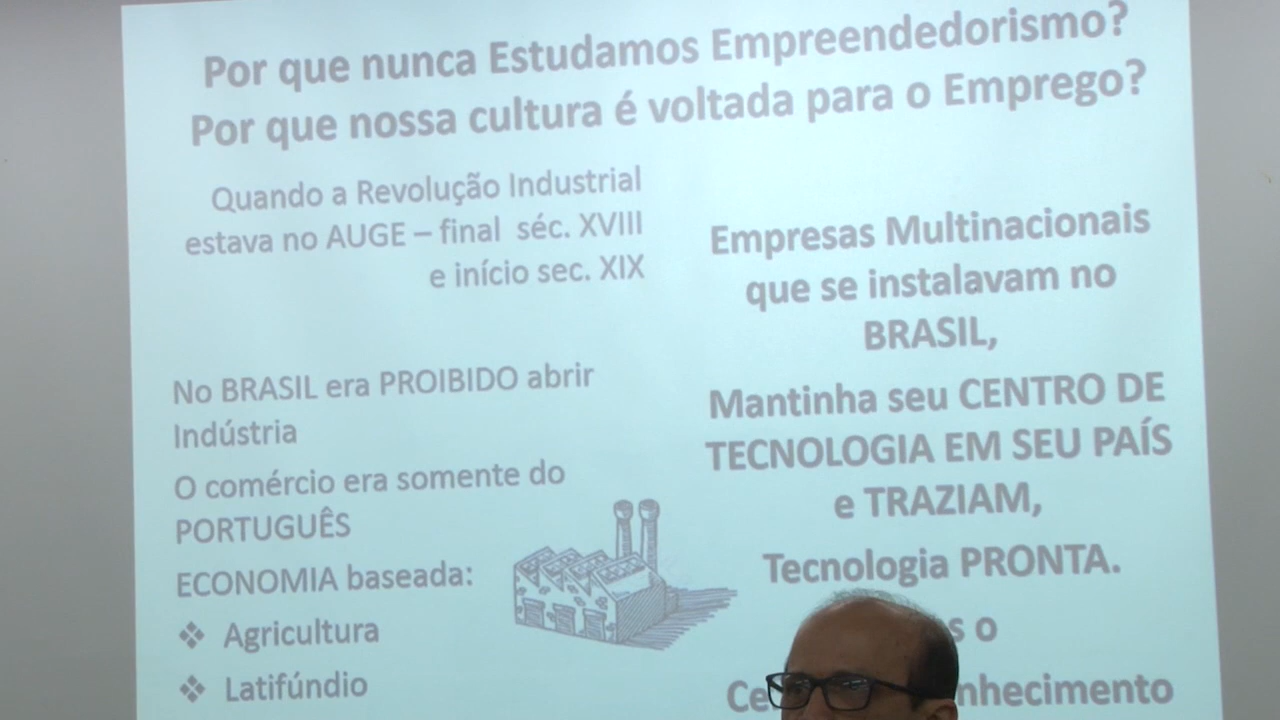 Por que nunca Estudamos Empreendedorismo?
Por que nossa cultura é voltada para o Emprego?
Quando a Revolução Industrial
estava no AUGE – final séc. XVIII
e início sec. XIX
No BRASIL era PROIBIDO abrir
Indústria
O comércio era somente do
PORTUGUÊS
ECONOMIA baseada:
Agricultura
Latifúndio
Empresas Multinacionais
que se instalavam no
BRASIL,
Mantinha seu CENTRO DE
TECNOLOGIA EM SEU PAÍS
e TRAZIAM,
Tecnologia PRONTA.
o